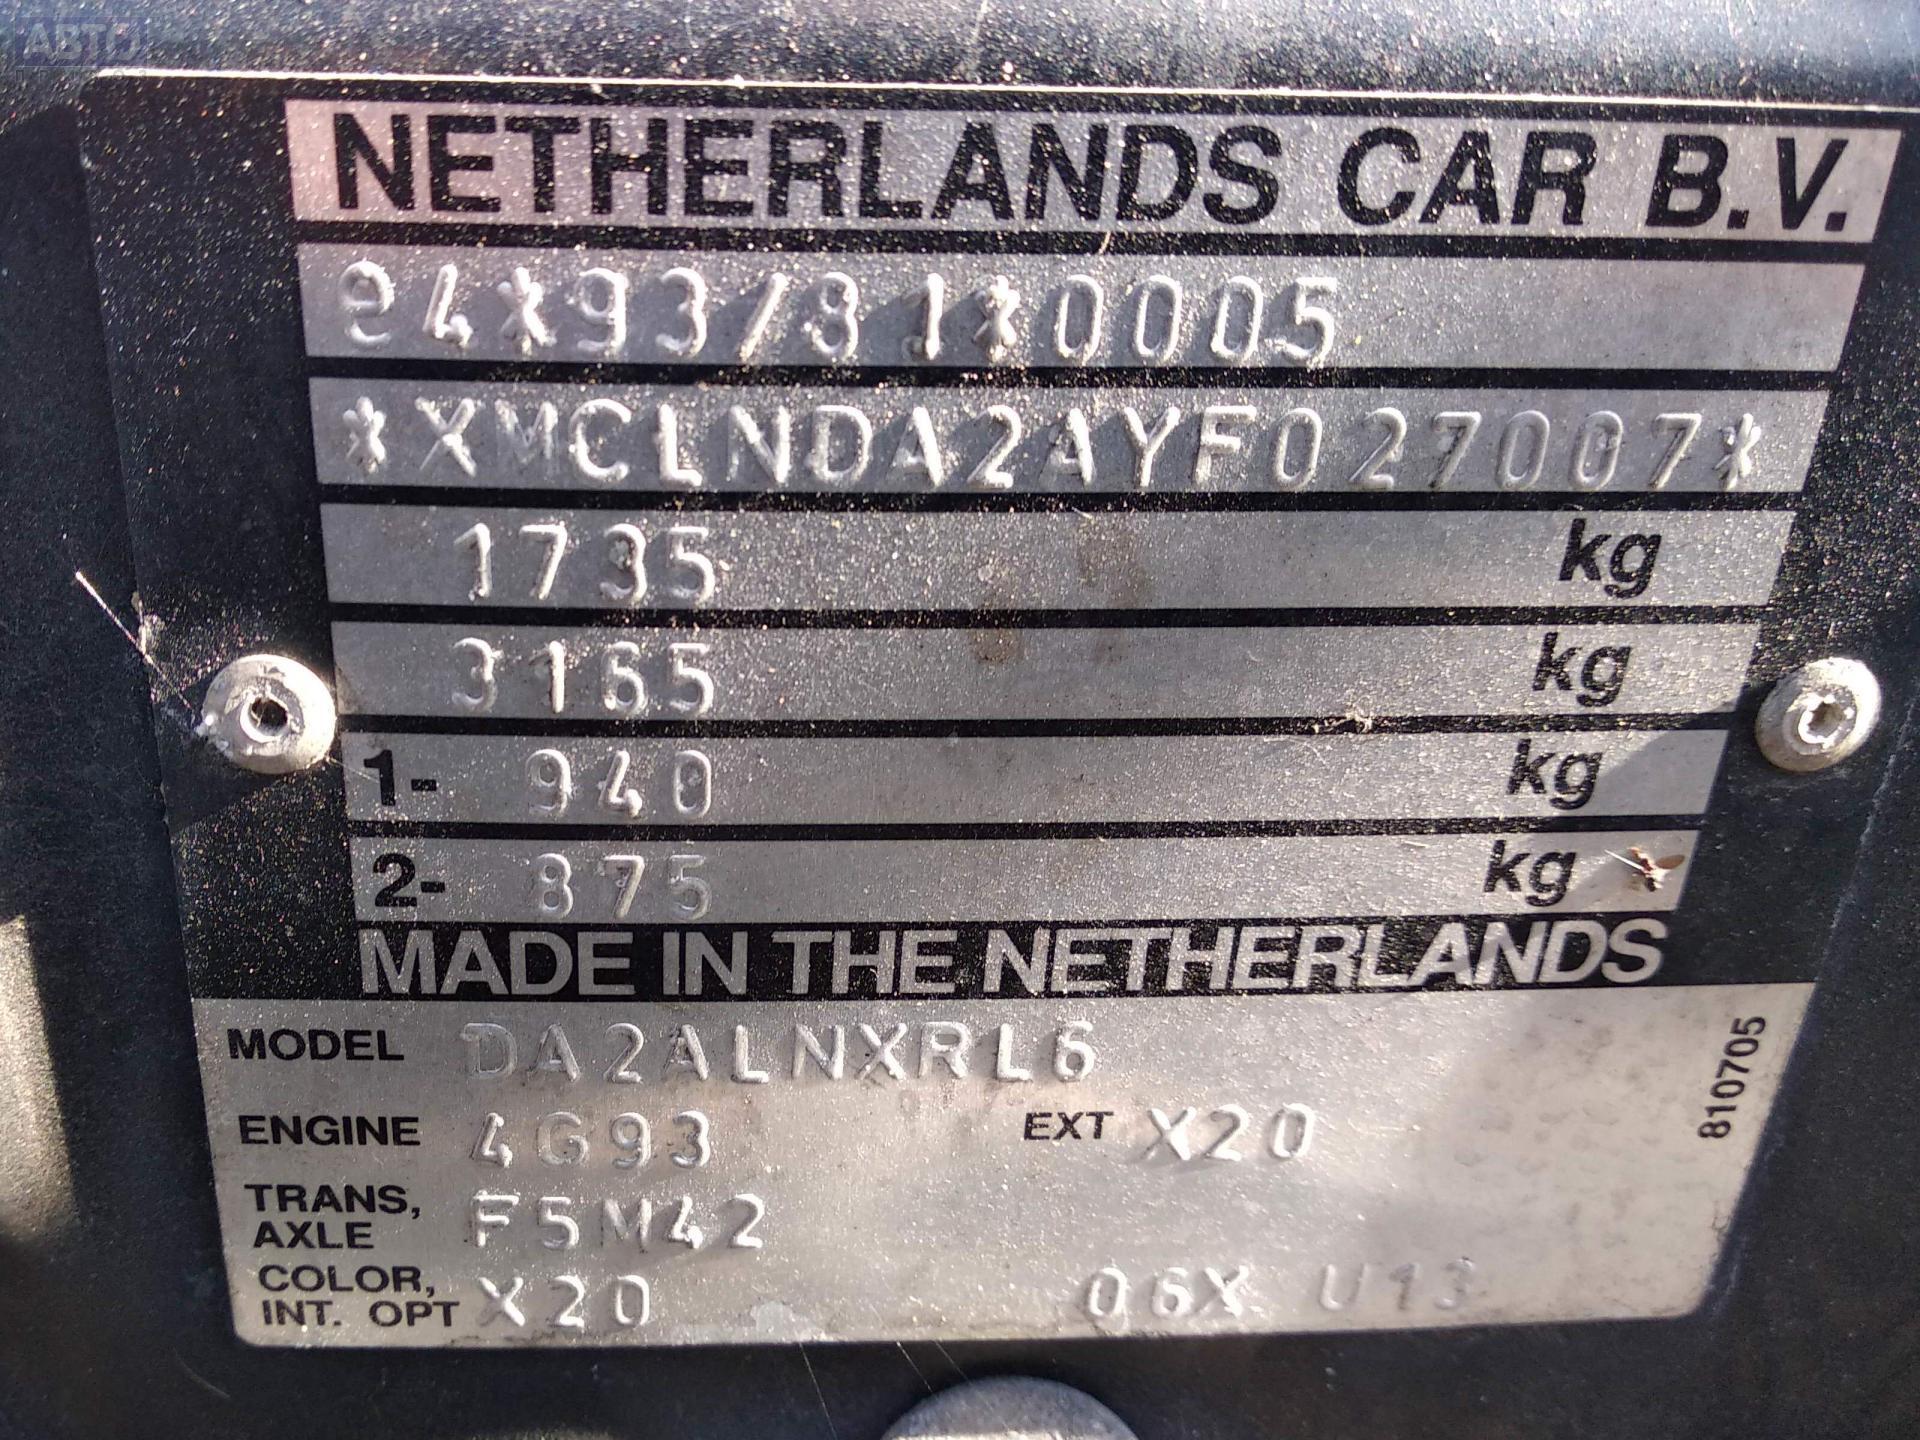 АВТО
NETHERLANDS CAR B.V.
e4*93/81*0005
*XMCLNDA2AYF027007*
1735 kg
3165 kg
1- 940 kg
2- 875 kg
MADE IN THE NETHERLANDS
MODEL DA2ALNXRL6
ENGINE 4G93 EXT X20
TRANS, AXLE F5M42
COLOR, INT. OPT X20 06X U13
810705